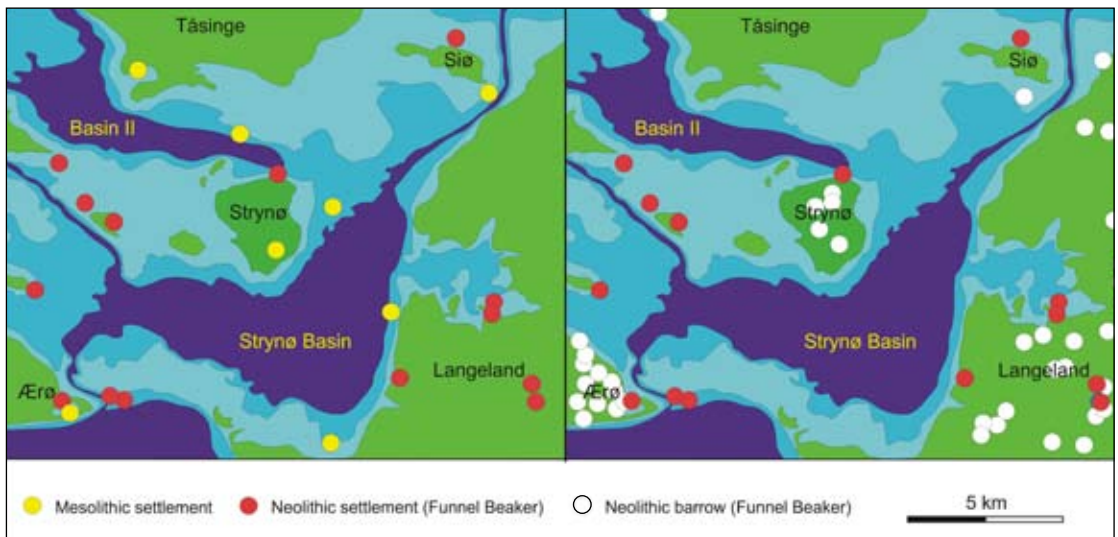 Tåsinge
Siø
Basin II
Strynø
Strynø Basin
Langeland
Ærø
Tåsinge
Siø
Basin II
Strynø
Strynø Basin
Langeland
Ærø
Mesolithic settlement
Neolithic settlement (Funnel Beaker)
Neolithic barrow (Funnel Beaker)
5 km